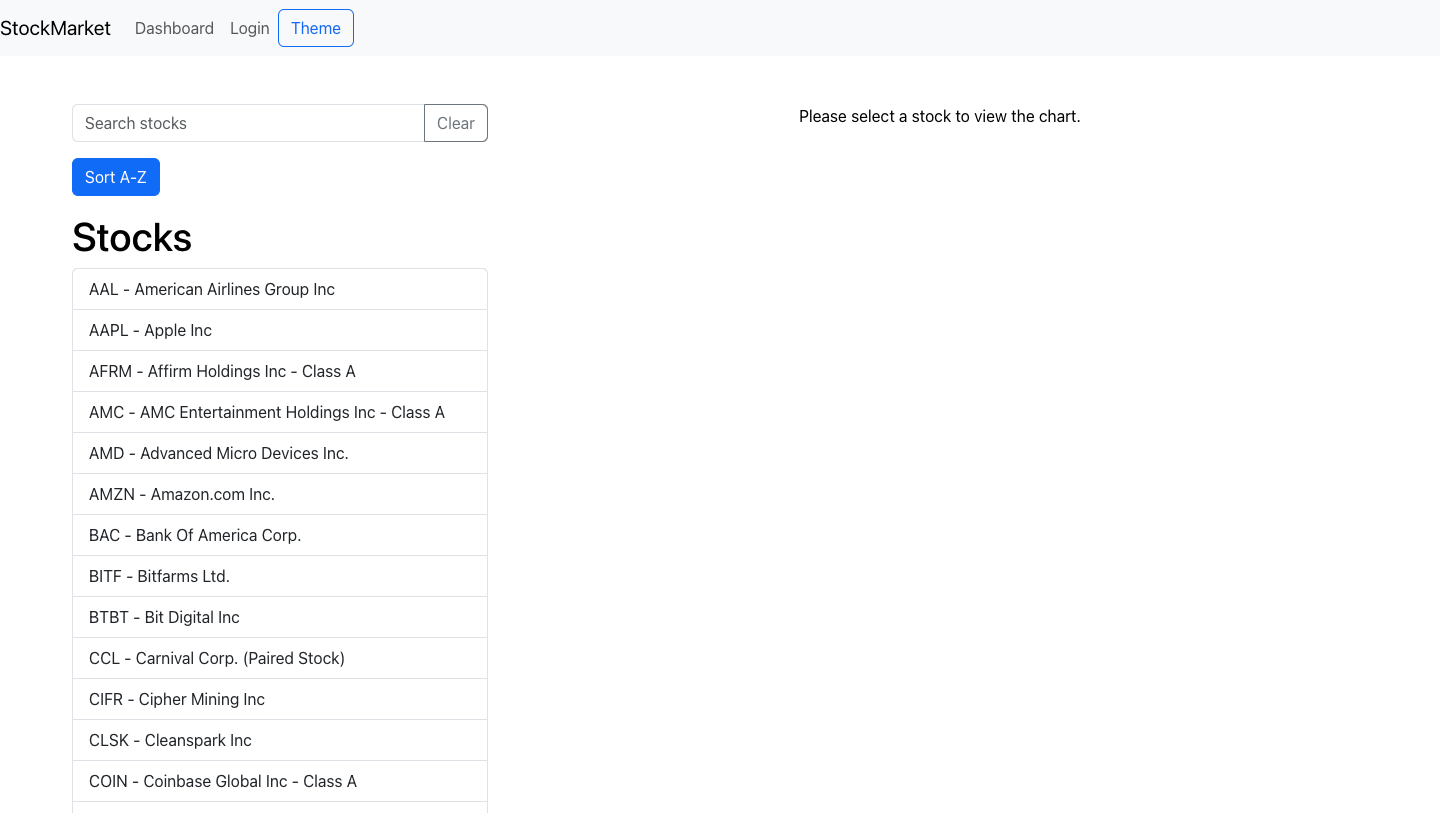 StockMarket Dashboard Login Theme
Search stocks Clear
Please select a stock to view the chart.
Sort A-Z
Stocks
AAL - American Airlines Group Inc
AAPL - Apple Inc
AFRM - Affirm Holdings Inc - Class A
AMC - AMC Entertainment Holdings Inc - Class A
AMD - Advanced Micro Devices Inc.
AMZN - Amazon.com Inc.
BAC - Bank Of America Corp.
BITF - Bitfarms Ltd.
BTBT - Bit Digital Inc
CCL - Carnival Corp. (Paired Stock)
CIFR - Cipher Mining Inc
CLSK - Cleanspark Inc
COIN - Coinbase Global Inc - Class A